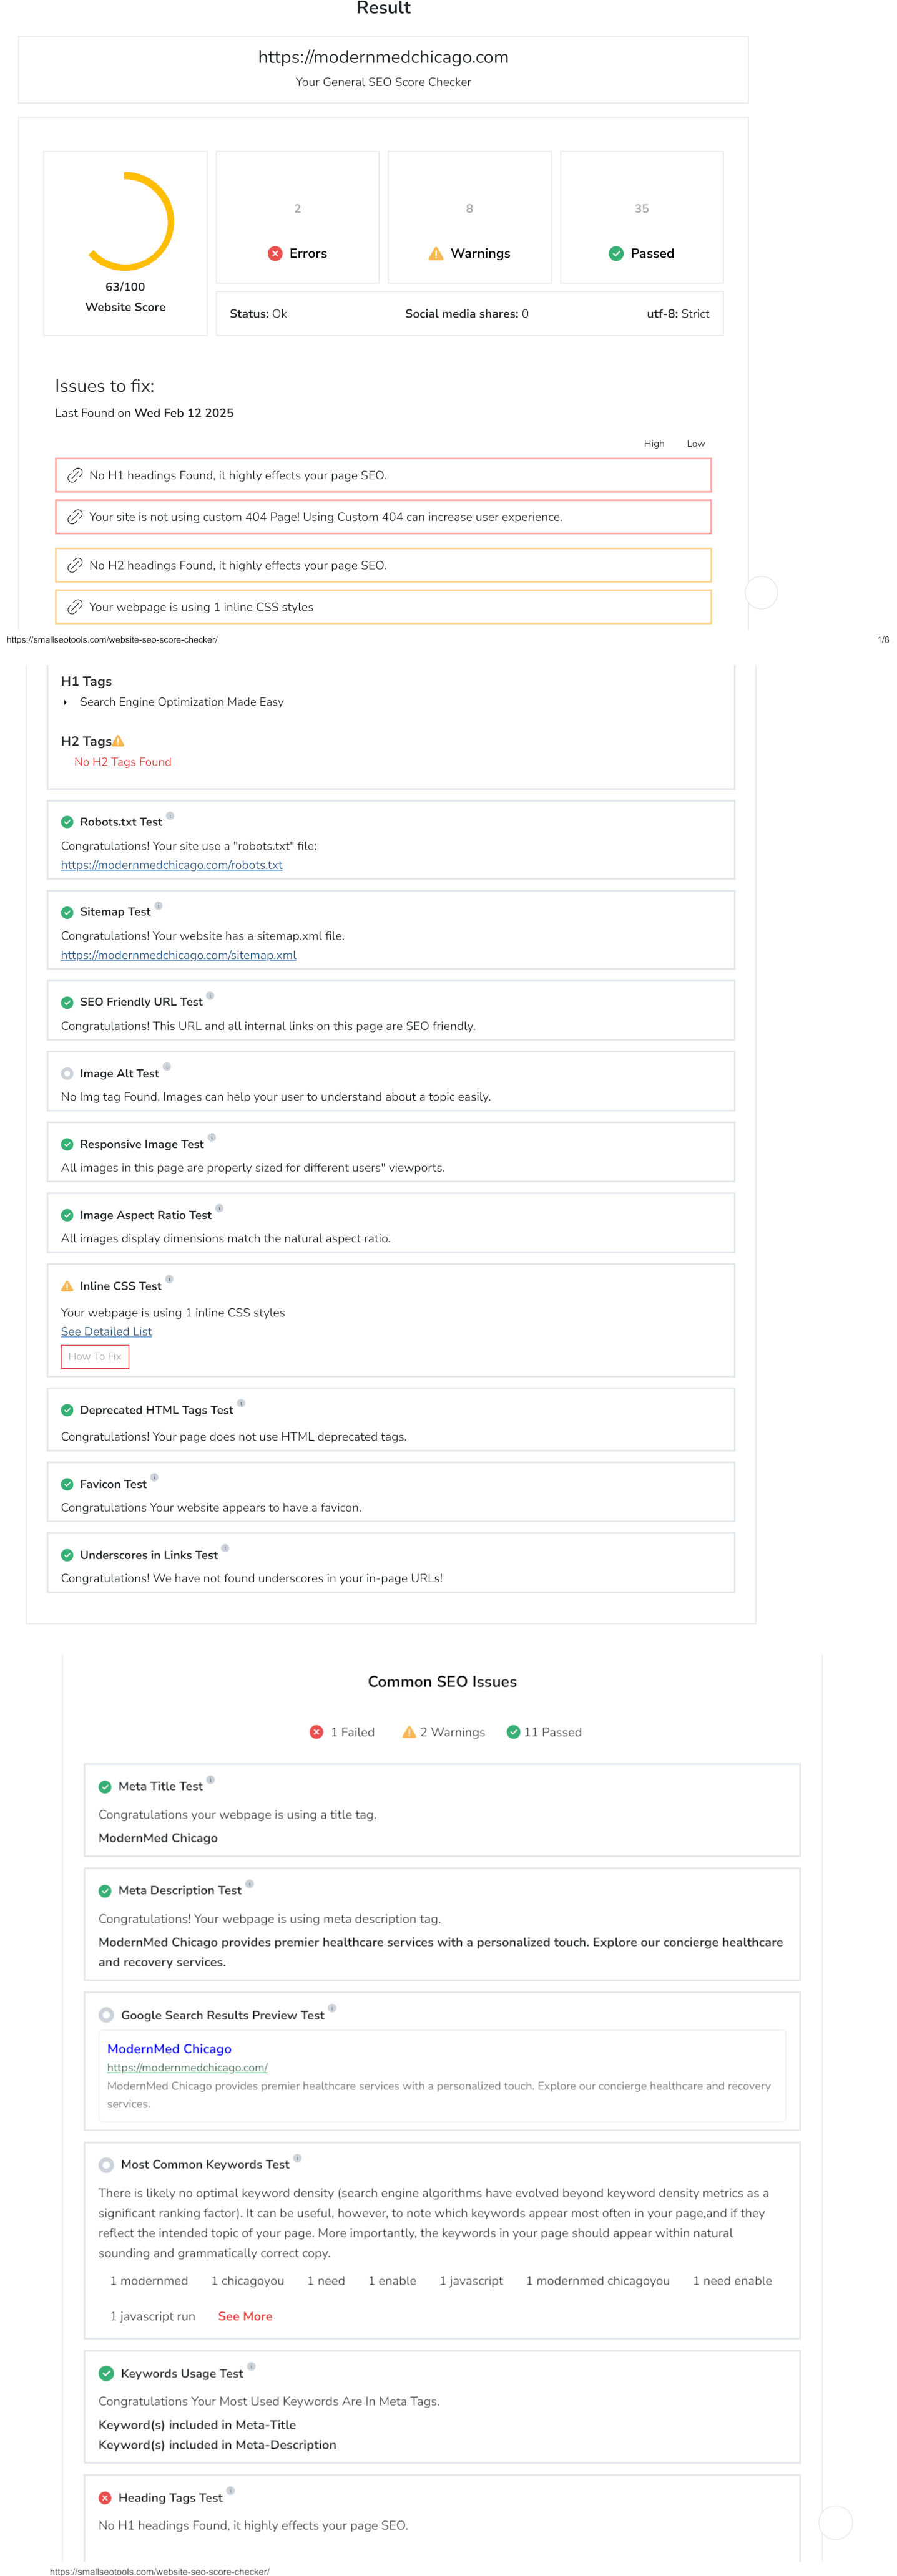 Result
https://modernmedchicago.com
Your General SEO Score Checker
2
8
35
Errors
Warnings
Passed
63/100
Website Score
Status: Ok
Social media shares: 0
utf-8: Strict
Issues to fix:
Last Found on Wed Feb 12 2025
High Low
No H1 headings Found, it highly effects your page SEO.
Your site is not using custom 404 Page! Using Custom 404 can increase user experience.
No H2 headings Found, it highly effects your page SEO.
Your webpage is using 1 inline CSS styles
https://smallseotools.com/website-seo-score-checker/
1/8
H1 Tags
Search Engine Optimization Made Easy
H2 Tags
No H2 Tags Found
Robots.txt Test
Congratulations! Your site use a "robots.txt" file:
https://modernmedchicago.com/robots.txt
Sitemap Test
Congratulations! Your website has a sitemap.xml file.
https://modernmedchicago.com/sitemap.xml
SEO Friendly URL Test
Congratulations! This URL and all internal links on this page are SEO friendly.
Image Alt Test
No Img tag Found, Images can help your user to understand about a topic easily.
Responsive Image Test
All images in this page are properly sized for different users" viewports.
Image Aspect Ratio Test
All images display dimensions match the natural aspect ratio.
Inline CSS Test
Your webpage is using 1 inline CSS styles
See Detailed List
How To Fix
Deprecated HTML Tags Test
Congratulations! Your page does not use HTML deprecated tags.
Favicon Test
Congratulations Your website appears to have a favicon.
Underscores in Links Test
Congratulations! We have not found underscores in your in-page URLs!
Common SEO Issues
1 Failed
2 Warnings
11 Passed
Meta Title Test
Congratulations your webpage is using a title tag.
ModernMed Chicago
Meta Description Test
Congratulations! Your webpage is using meta description tag.
ModernMed Chicago provides premier healthcare services with a personalized touch. Explore our concierge healthcare
and recovery services.
Google Search Results Preview Test
ModernMed Chicago
https://modernmedchicago.com/
ModernMed Chicago provides premier healthcare services with a personalized touch. Explore our concierge healthcare and recovery
services.
Most Common Keywords Test
There is likely no optimal keyword density (search engine algorithms have evolved beyond keyword density metrics as a
significant ranking factor). It can be useful, however, to note which keywords appear most often in your page,and if they
reflect the intended topic of your page. More importantly, the keywords in your page should appear within natural
sounding and grammatically correct copy.
1 modernmed 1 chicagoyou 1 need 1 enable 1 javascript 1 modernmed chicagoyou 1 need enable
1 javascript run See More
Keywords Usage Test
Congratulations Your Most Used Keywords Are In Meta Tags.
Keyword(s) included in Meta-Title
Keyword(s) included in Meta-Description
Heading Tags Test
No H1 headings Found, it highly effects your page SEO.
https://smallseotools.com/website-seo-score-checker/